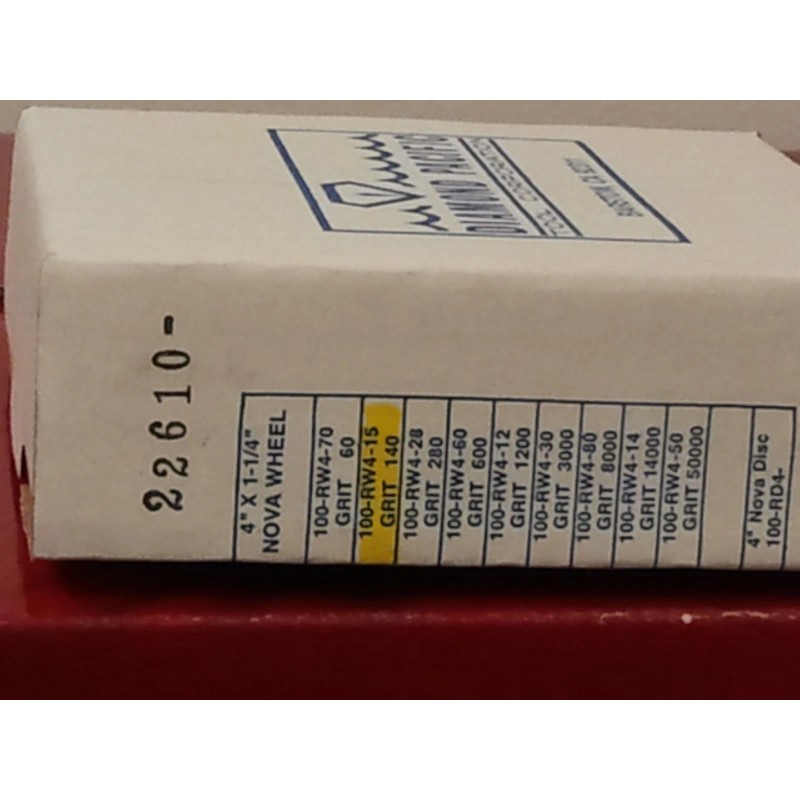 DIAMOND PACIFIC
TOOL CORPORATION
22610-
4" X 1-1/4"
NOVA WHEEL
100-RW4-70
GRIT 60
100-RW4-15
GRIT 140
100-RW4-28
GRIT 280
100-RW4-60
GRIT 600
100-RW4-12
GRIT 1200
100-RW4-30
GRIT 3000
100-RW4-80
GRIT 8000
100-RW4-14
GRIT 14000
100-RW4-50
GRIT 50000
4" Nova Disc
100-RD4-